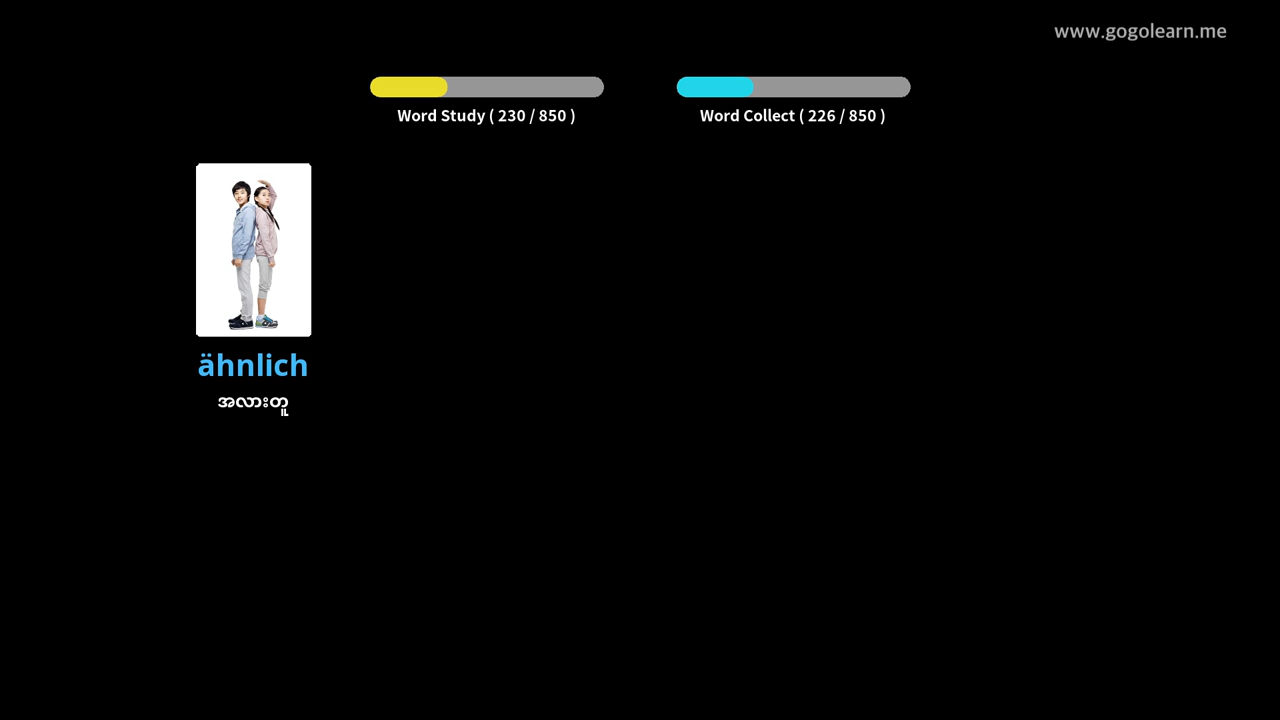 www.gogolearn.me
Word Study ( 230 / 850 )
Word Collect ( 226 / 850 )
ähnlich
အလားတူ